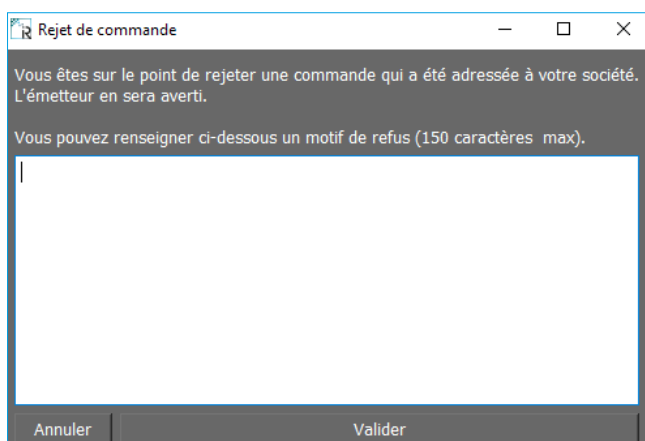 Rejet de commande
Vous êtes sur le point de rejeter une commande qui a été adressée à votre société.
L'émetteur en sera averti.
Vous pouvez renseigner ci-dessous un motif de refus (150 caractères  max).
Annuler
Valider